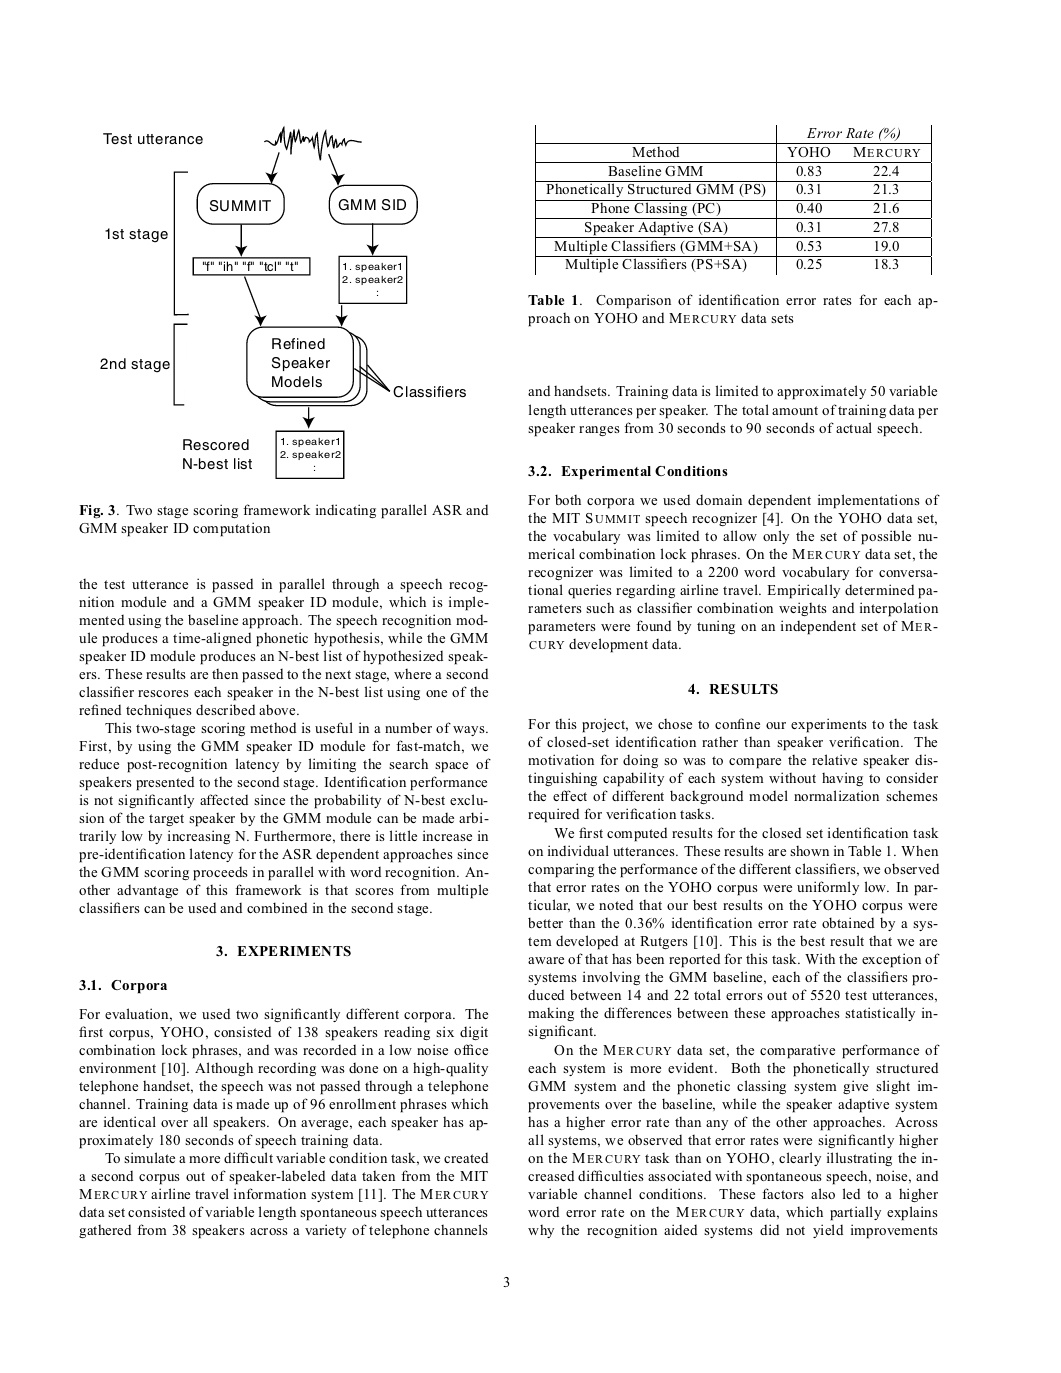 Test utterance
1st stage
SUMMIT
GMM SID
"f" "ih" "f" "tcl" "t"
1. speaker1
2. speaker2
:
2nd stage
Refined
Speaker
Models
Classifiers
Rescored
N-best list
1. speaker1
2. speaker2
:
Fig. 3. Two stage scoring framework indicating parallel ASR and
GMM speaker ID computation
the test utterance is passed in parallel through a speech recog-
nition module and a GMM speaker ID module, which is imple-
mented using the baseline approach. The speech recognition mod-
ule produces a time-aligned phonetic hypothesis, while the GMM
speaker ID module produces an N-best list of hypothesized speak-
ers. These results are then passed to the next stage, where a second
classifier rescores each speaker in the N-best list using one of the
refined techniques described above.
This two-stage scoring method is useful in a number of ways.
First, by using the GMM speaker ID module for fast-match, we
reduce post-recognition latency by limiting the search space of
speakers presented to the second stage. Identification performance
is not significantly affected since the probability of N-best exclu-
sion of the target speaker by the GMM module can be made arbi-
trarily low by increasing N. Furthermore, there is little increase in
pre-identification latency for the ASR dependent approaches since
the GMM scoring proceeds in parallel with word recognition. An-
other advantage of this framework is that scores from multiple
classifiers can be used and combined in the second stage.
3. EXPERIMENTS
3.1. Corpora
For evaluation, we used two significantly different corpora. The
first corpus, YOHO, consisted of 138 speakers reading six digit
combination lock phrases, and was recorded in a low noise office
environment [10]. Although recording was done on a high-quality
telephone handset, the speech was not passed through a telephone
channel. Training data is made up of 96 enrollment phrases which
are identical over all speakers. On average, each speaker has ap-
proximately 180 seconds of speech training data.
To simulate a more difficult variable condition task, we created
a second corpus out of speaker-labeled data taken from the MIT
MERCURY airline travel information system [11]. The MERCURY
data set consisted of variable length spontaneous speech utterances
gathered from 38 speakers across a variety of telephone channels
Error Rate (%)
Method YOHO MERCURY
Baseline GMM 0.83 22.4
Phonetically Structured GMM (PS) 0.31 21.3
Phone Classing (PC) 0.40 21.6
Speaker Adaptive (SA) 0.31 27.8
Multiple Classifiers (GMM+SA) 0.53 19.0
Multiple Classifiers (PS+SA) 0.25 18.3
Table 1. Comparison of identification error rates for each ap-
proach on YOHO and MERCURY data sets
and handsets. Training data is limited to approximately 50 variable
length utterances per speaker. The total amount of training data per
speaker ranges from 30 seconds to 90 seconds of actual speech.
3.2. Experimental Conditions
For both corpora we used domain dependent implementations of
the MIT SUMMIT speech recognizer [4]. On the YOHO data set,
the vocabulary was limited to allow only the set of possible nu-
merical combination lock phrases. On the MERCURY data set, the
recognizer was limited to a 2200 word vocabulary for conversa-
tional queries regarding airline travel. Empirically determined pa-
rameters such as classifier combination weights and interpolation
parameters were found by tuning on an independent set of MER-
CURY development data.
4. RESULTS
For this project, we chose to confine our experiments to the task
of closed-set identification rather than speaker verification. The
motivation for doing so was to compare the relative speaker dis-
tinguishing capability of each system without having to consider
the effect of different background model normalization schemes
required for verification tasks.
We first computed results for the closed set identification task
on individual utterances. These results are shown in Table 1. When
comparing the performance of the different classifiers, we observed
that error rates on the YOHO corpus were uniformly low. In par-
ticular, we noted that our best results on the YOHO corpus were
better than the 0.36% identification error rate obtained by a sys-
tem developed at Rutgers [10]. This is the best result that we are
aware of that has been reported for this task. With the exception of
systems involving the GMM baseline, each of the classifiers pro-
duced between 14 and 22 total errors out of 5520 test utterances,
making the differences between these approaches statistically in-
significant.
On the MERCURY data set, the comparative performance of
each system is more evident. Both the phonetically structured
GMM system and the phonetic classing system give slight im-
provements over the baseline, while the speaker adaptive system
has a higher error rate than any of the other approaches. Across
all systems, we observed that error rates were significantly higher
on the MERCURY task than on YOHO, clearly illustrating the in-
creased difficulties associated with spontaneous speech, noise, and
variable channel conditions. These factors also led to a higher
word error rate on the MERCURY data, which partially explains
why the recognition aided systems did not yield improvements
3